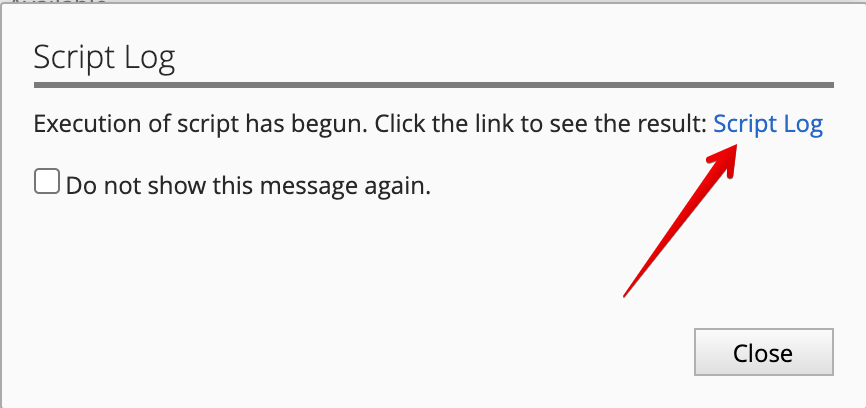 Script Log
Execution of script has begun. Click the link to see the result: Script Log
Do not show this message again.
Close